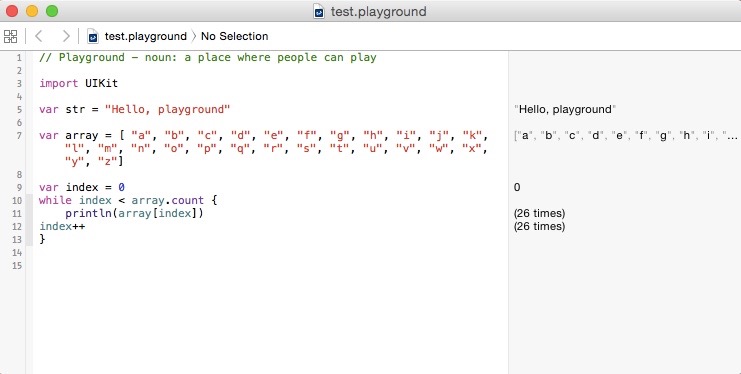 test.playground
test.playground › No Selection
1 // Playground – noun: a place where people can play
2
3 import UIKit
4
5 var str = "Hello, playground" "Hello, playground"
6
7 var array = [ "a", "b", "c", "d", "e", "f", "g", "h", "i", "j", "k", ["a", "b", "c", "d", "e", "f", "g", "h", "i", "...
"l", "m", "n", "o", "p", "q", "r", "s", "t", "u", "v", "w", "x",
"y", "z"]
8
9 var index = 0 0
10 while index < array.count {
11 println(array[index]) (26 times)
12 index++ (26 times)
13 }
14
15